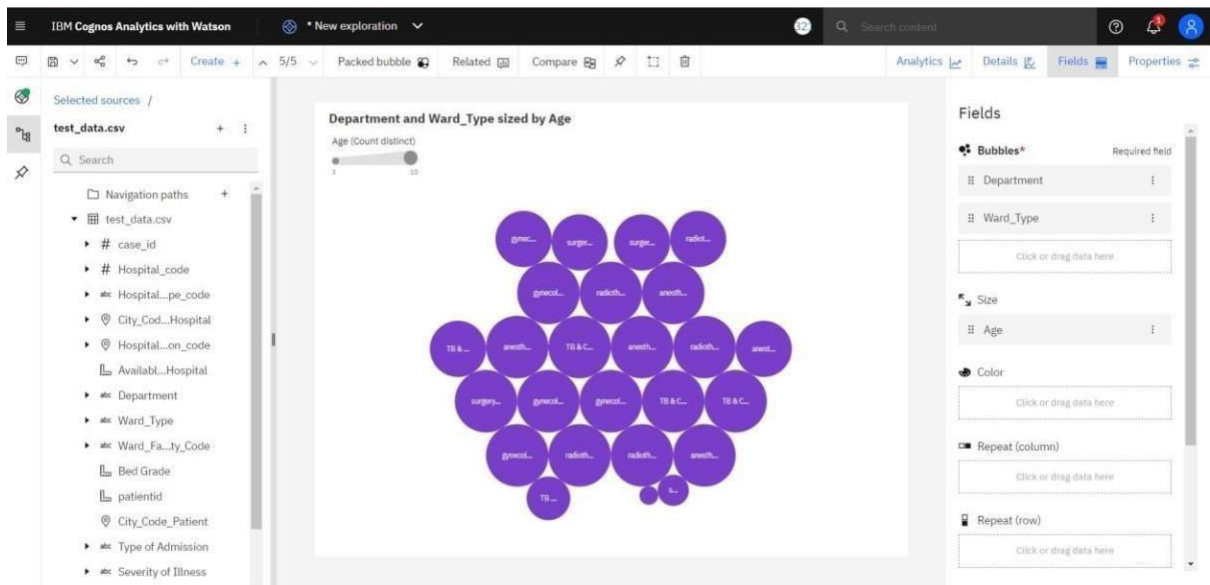 IBM Cognos Analytics with Watson
* New exploration
Search content
Create +
5/5
Packed bubble
Related
Compare
Analytics
Details
Fields
Properties
Selected sources /
test_data.csv
Search
Navigation paths +
test_data.csv
# case_id
# Hospital_code
abc Hospital...pe_code
City_Cod...Hospital
Hospital...on_code
Availabl...Hospital
abc Department
abc Ward_Type
abc Ward_Fa...ty_Code
Bed Grade
patientid
City_Code_Patient
abc Type of Admission
abc Severity of Illness
Department and Ward_Type sized by Age
Age (Count distinct)
10
gynec... surger... surger... radiot...
gynecol... radioth... anesth...
TB & ... anesth... TB & C... anesth... radioth... anest...
surgery... gynecol... gynecol... TB & C... TB & C...
gynecol... radioth... radioth... anesth...
TB ... s...
Fields
Bubbles* Required field
Department
Ward_Type
Click or drag data here
Size
Age
Color
Click or drag data here
Repeat (column)
Click or drag data here
Repeat (row)
Click or drag data here